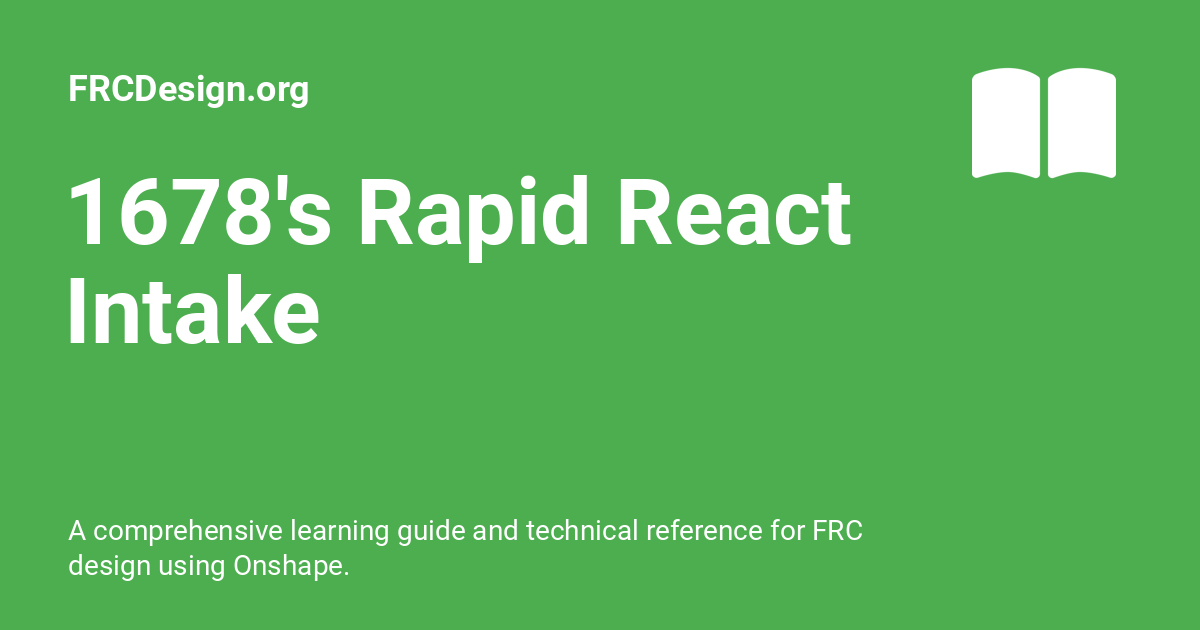 FRCDesign.org
1678's Rapid React
Intake
A comprehensive learning guide and technical reference for FRC
design using Onshape.